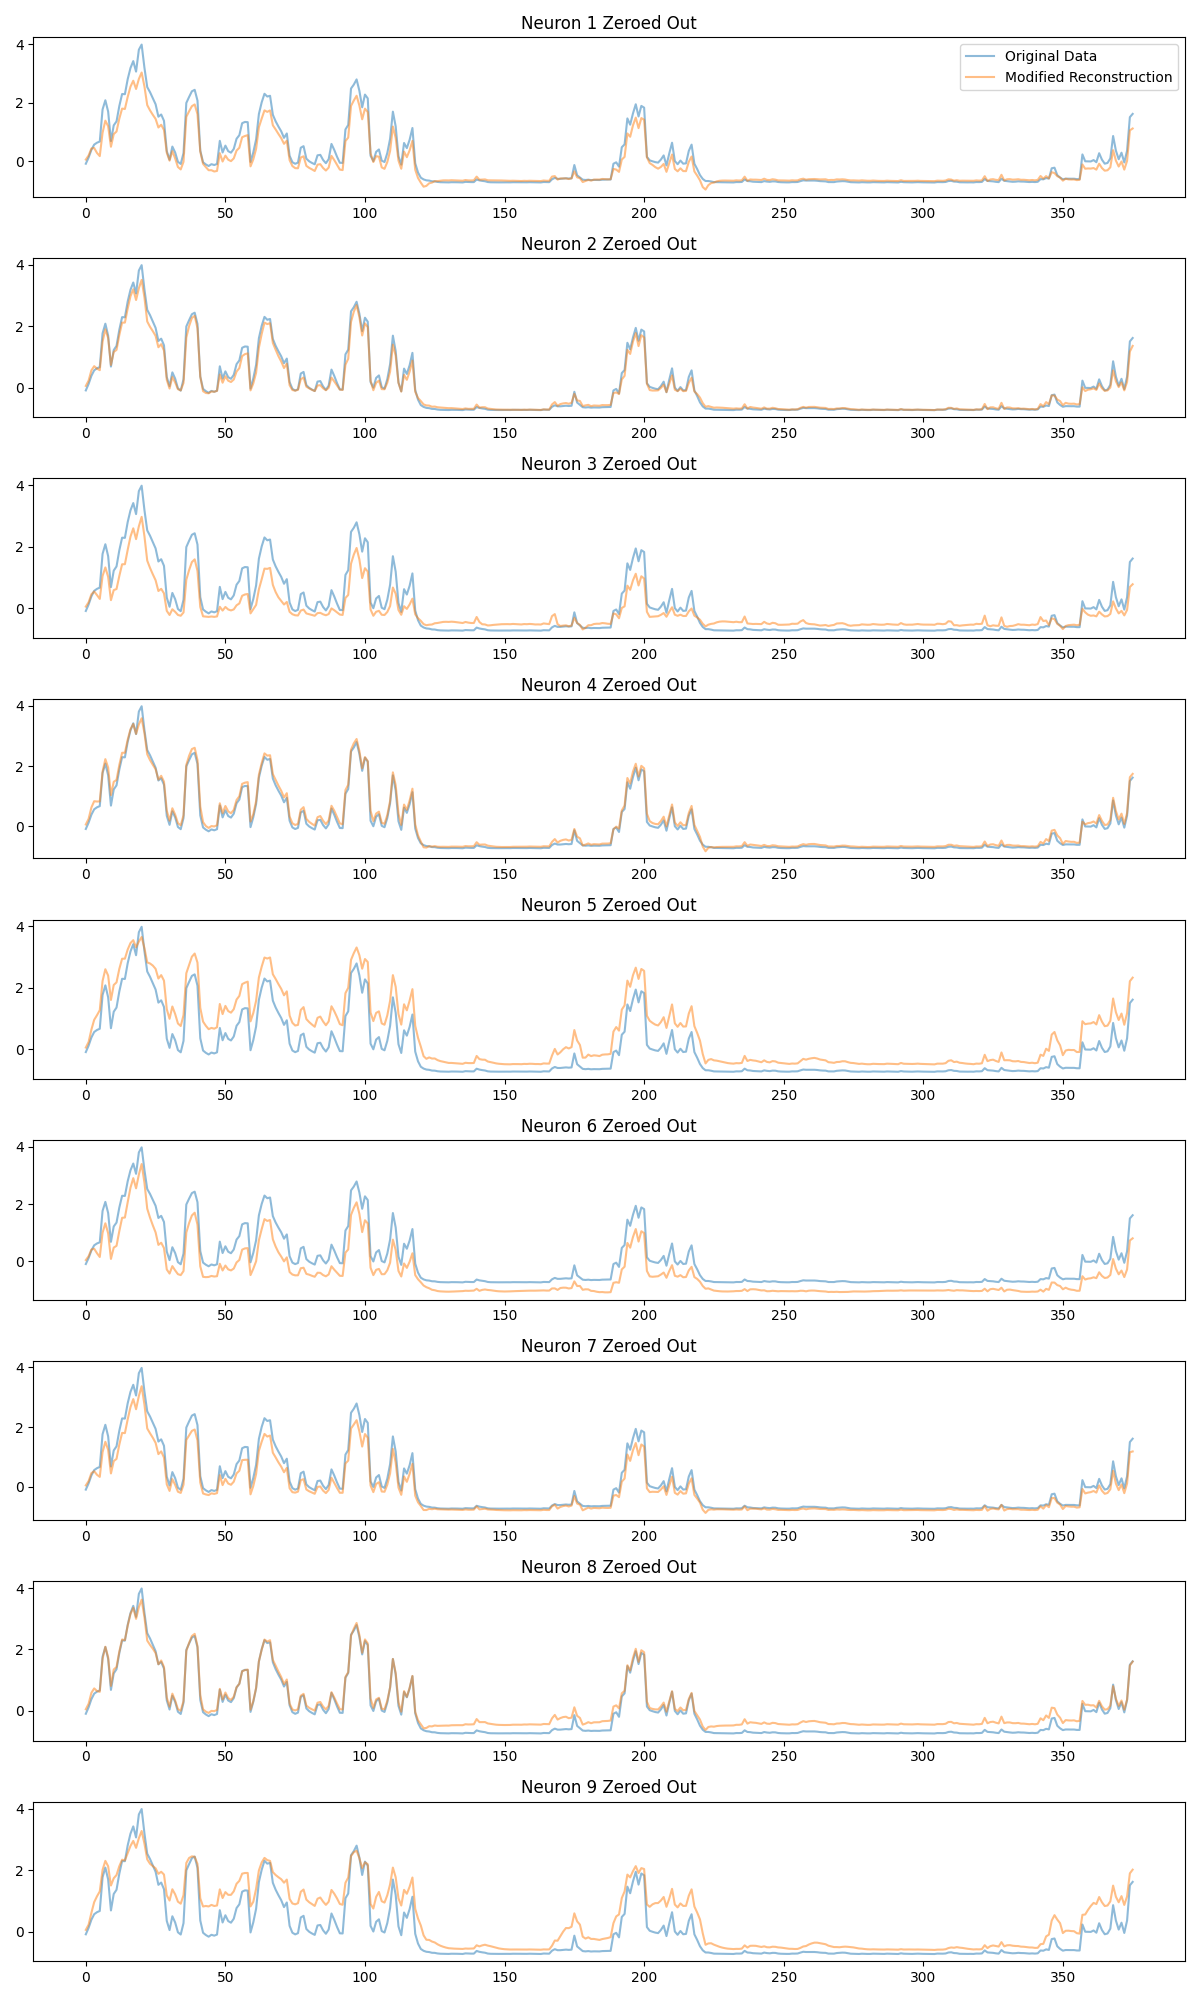 Neuron 1 Zeroed Out
Original Data
Modified Reconstruction
4
2
0
0 50 100 150 200 250 300 350
Neuron 2 Zeroed Out
4
2
0
0 50 100 150 200 250 300 350
Neuron 3 Zeroed Out
4
2
0
0 50 100 150 200 250 300 350
Neuron 4 Zeroed Out
4
2
0
0 50 100 150 200 250 300 350
Neuron 5 Zeroed Out
4
2
0
0 50 100 150 200 250 300 350
Neuron 6 Zeroed Out
4
2
0
0 50 100 150 200 250 300 350
Neuron 7 Zeroed Out
4
2
0
0 50 100 150 200 250 300 350
Neuron 8 Zeroed Out
4
2
0
0 50 100 150 200 250 300 350
Neuron 9 Zeroed Out
4
2
0
0 50 100 150 200 250 300 350